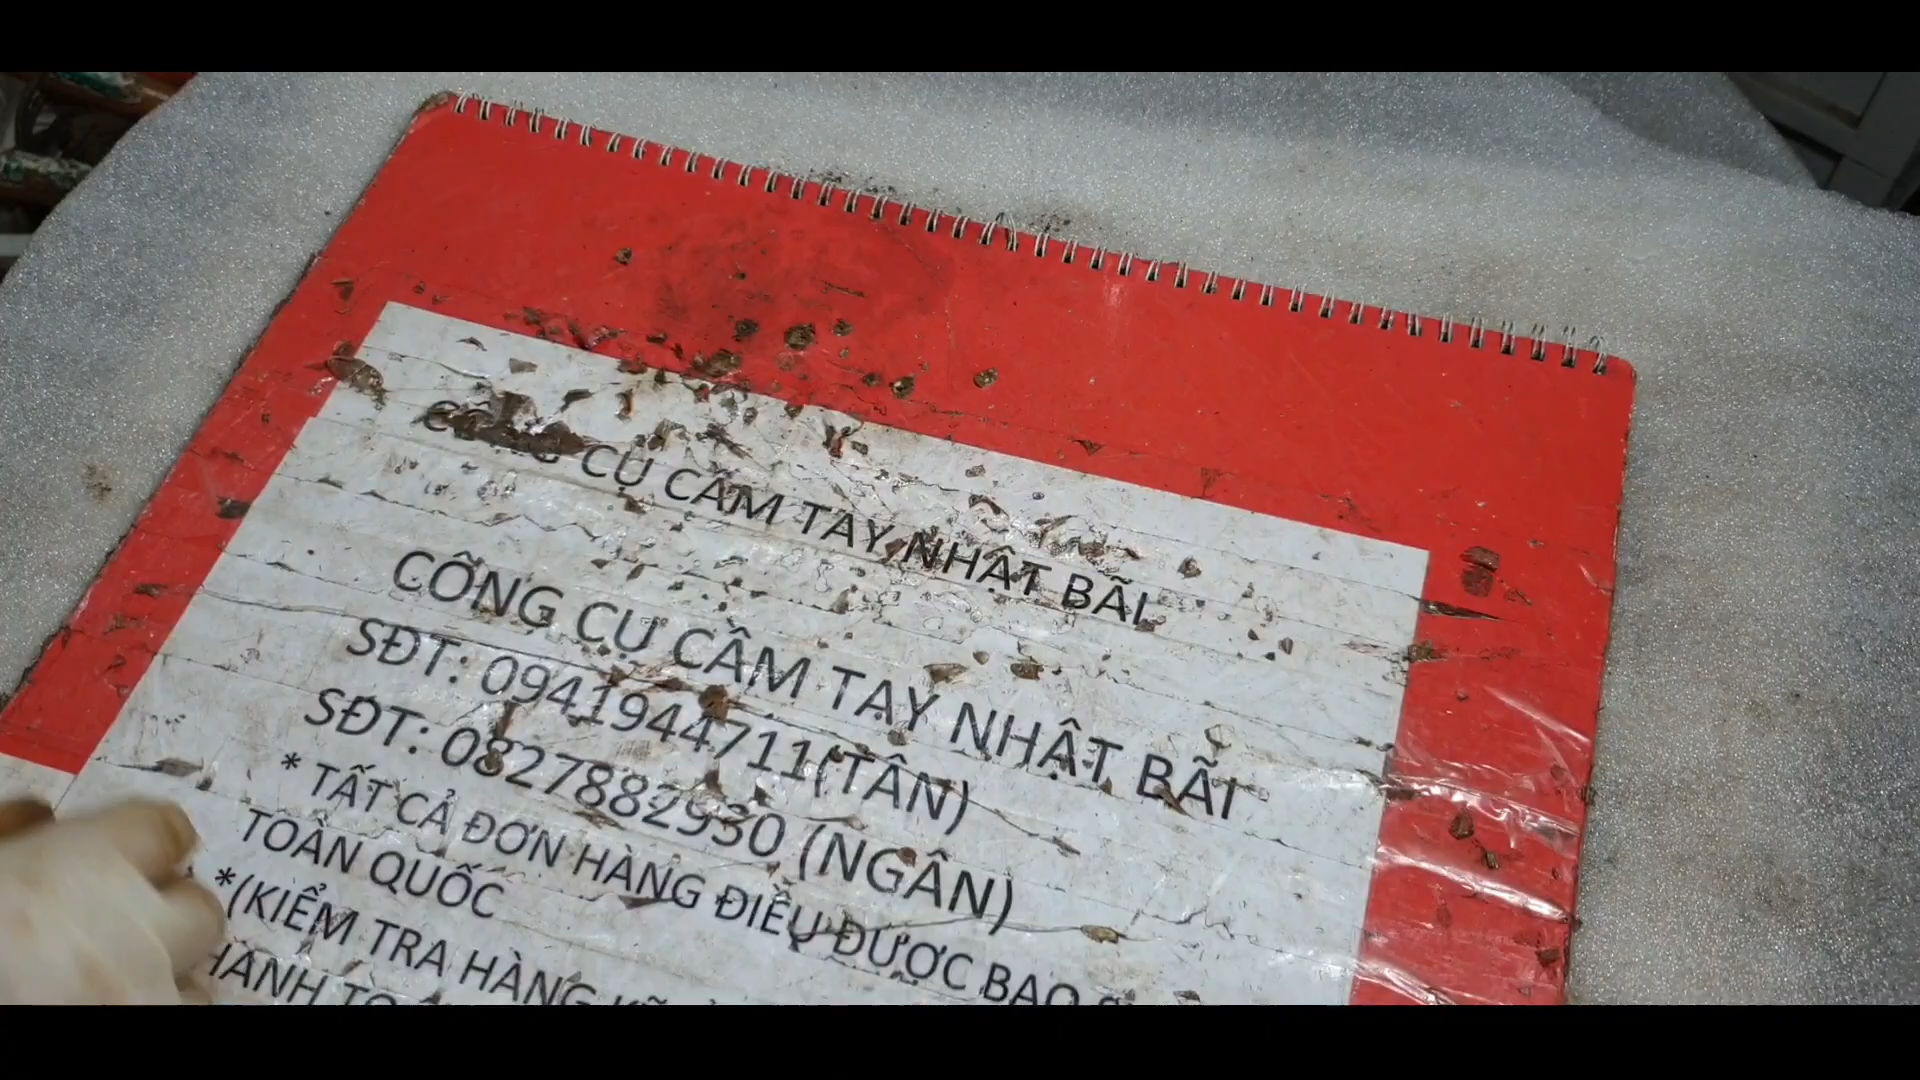 CỤ CẦM TAY NHẬT BÃI
CÔNG CỤ CẦM TAY NHẬT BÃI
SĐT: 0941944711(TÂN)
SĐT: 0827882930 (NGÂN)
* TẤT CẢ ĐƠN HÀNG ĐIỀU ĐƯỢC BAO
TOÀN QUỐC
*(KIỂM TRA HÀNG